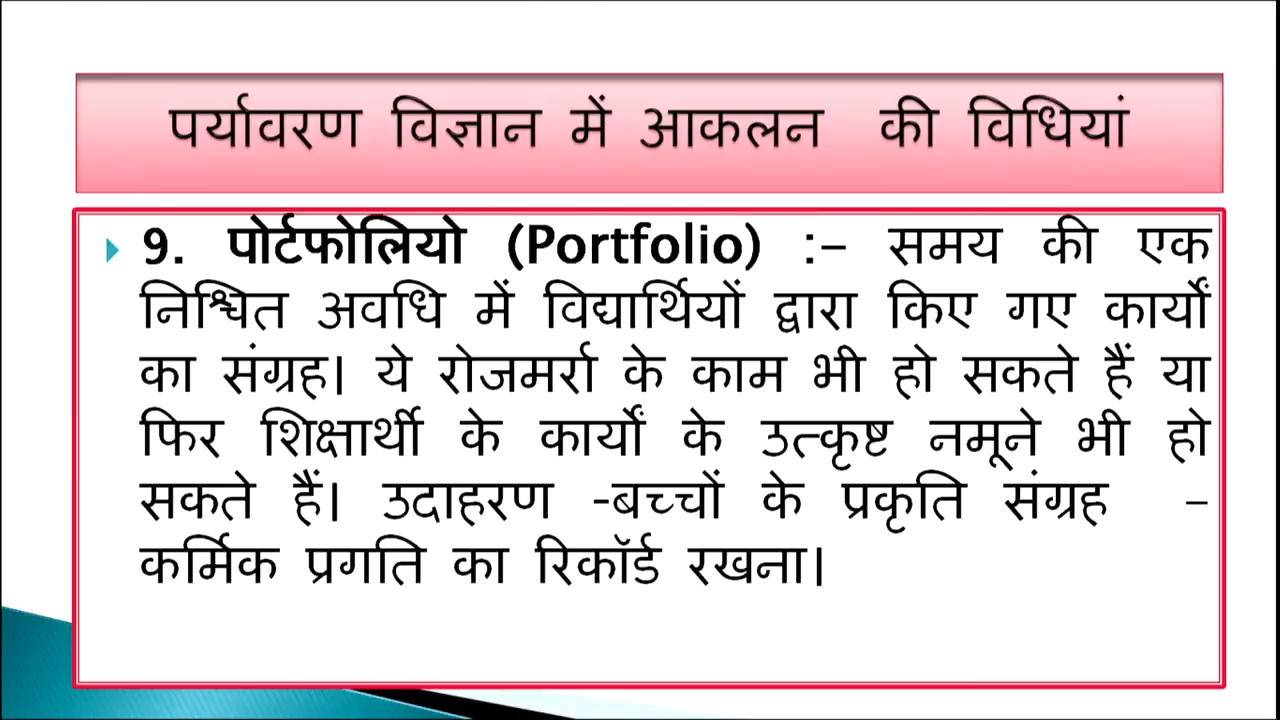 पर्यावरण विज्ञान में आकलन की विधियां
9. पोर्टफोलियो (Portfolio) :– समय की एक
निश्चित अवधि में विद्यार्थियों द्वारा किए गए कार्यों
का संग्रह। ये रोजमर्रा के काम भी हो सकते हैं या
फिर शिक्षार्थी के कार्यों के उत्कृष्ट नमूने भी हो
सकते हैं। उदाहरण -बच्चों के प्रकृति संग्रह –
कर्मिक प्रगति का रिकॉर्ड रखना।